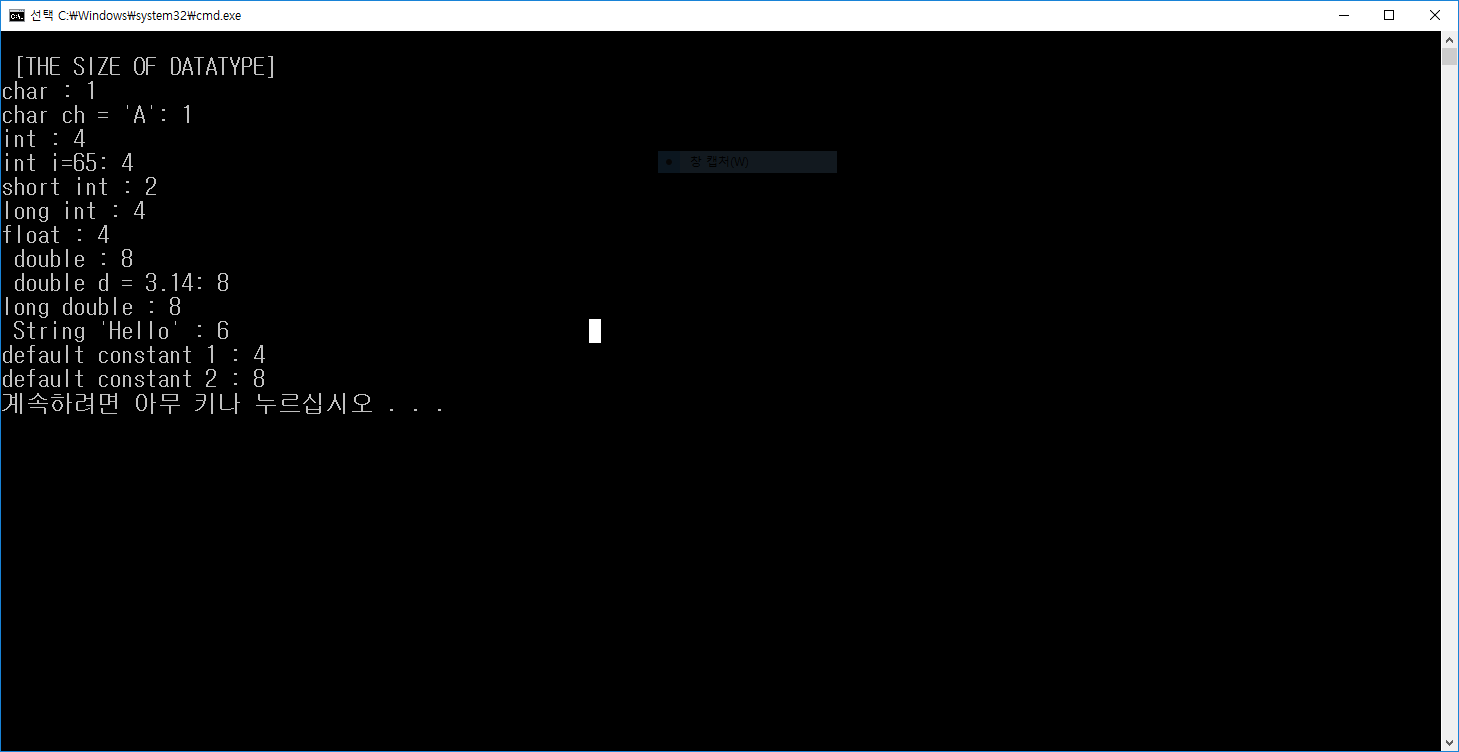 선택 C:₩Windows₩system32₩cmd.exe
[THE SIZE OF DATATYPE]
char : 1
char ch = 'A': 1
int : 4
int i=65: 4
short int : 2
long int : 4
float : 4
double : 8
double d = 3.14: 8
long double : 8
String 'Hello' : 6
default constant 1 : 4
default constant 2 : 8
계속하려면 아무 키나 누르십시오 . . .
창 캡처(W)